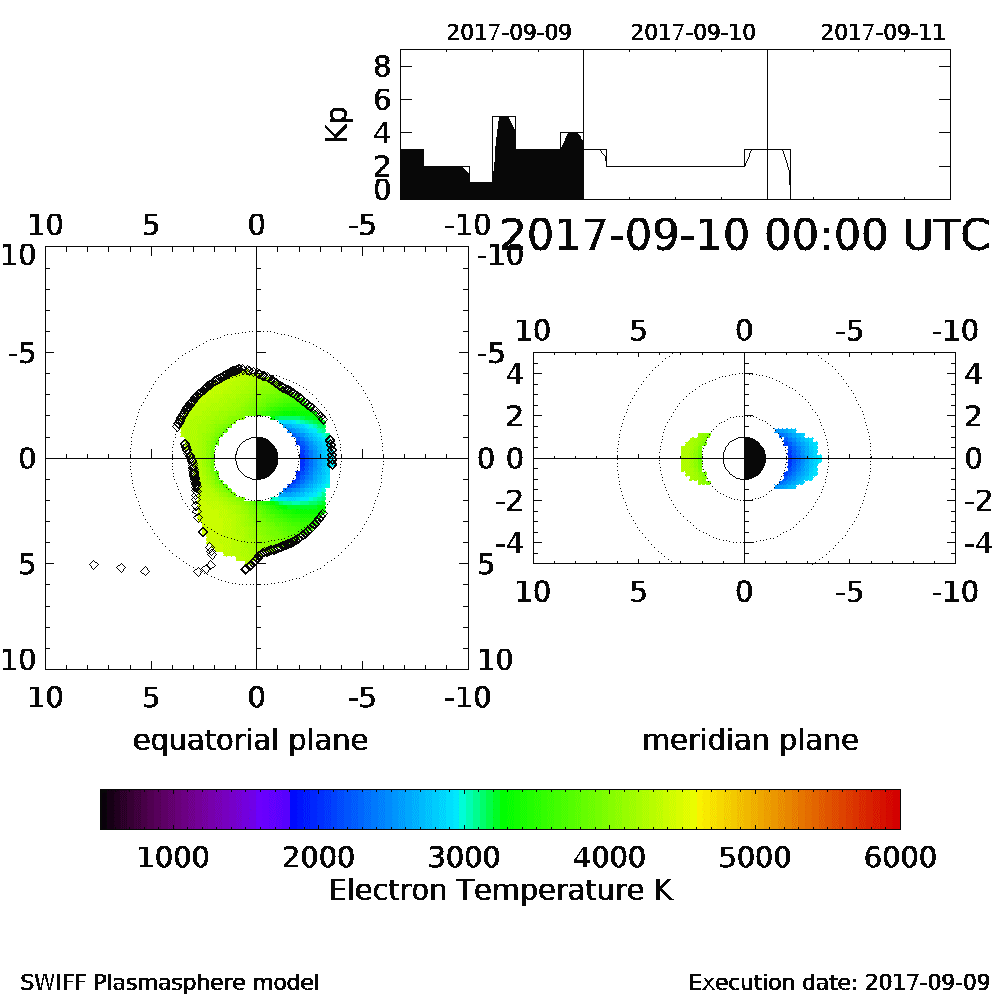 2017-09-09 2017-09-10 2017-09-11
8
6
4
2
0
Kp
2017-09-10 00:00 UTC
10 5 0 -5 -10
10 -10
-5 -5
0 0
5 5
10 10
10 5 0 -5 -10
equatorial plane
10 5 0 -5 -10
4 4
2 2
0 0
-2 -2
-4 -4
10 5 0 -5 -10
meridian plane
1000 2000 3000 4000 5000 6000
Electron Temperature K
SWIFF Plasmasphere model
Execution date: 2017-09-09